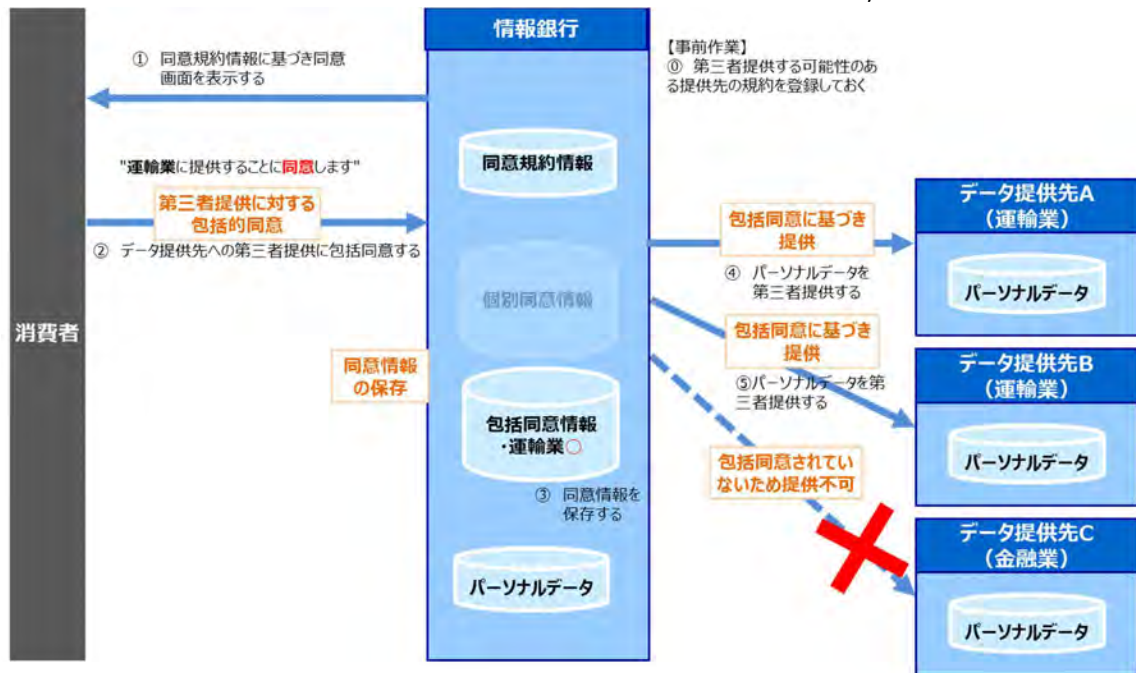 情報銀行
【事前作業】
⓪ 第三者提供する可能性のあ
る提供先の規約を登録しておく
① 同意規約情報に基づき同意
画面を表示する
同意規約情報
"運輸業に提供することに同意します"
第三者提供に対する
包括的同意
② データ提供先への第三者提供に包括同意する
消費者
個別同意情報
同意情報
の保存
包括同意情報
・運輸業○
③ 同意情報を
保存する
パーソナルデータ
包括同意に基づき
提供
④ パーソナルデータを
第三者提供する
包括同意に基づき
提供
⑤パーソナルデータを第
三者提供する
包括同意されてい
ないため提供不可
データ提供先A
（運輸業）
パーソナルデータ
データ提供先B
（運輸業）
パーソナルデータ
データ提供先C
（金融業）
パーソナルデータ